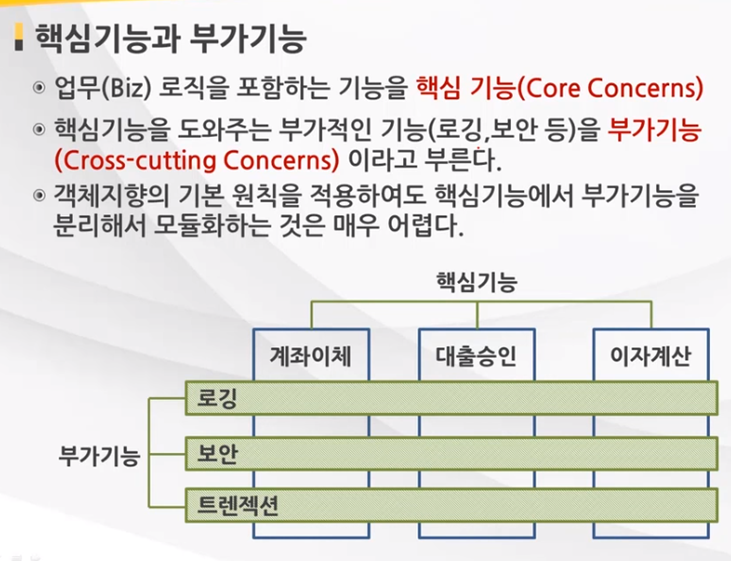 핵심기능과 부가기능
업무(Biz) 로직을 포함하는 기능을 핵심 기능(Core Concerns)
핵심기능을 도와주는 부가적인 기능(로깅,보안 등)을 부가기능
(Cross-cutting Concerns) 이라고 부른다.
객체지향의 기본 원칙을 적용하여도 핵심기능에서 부가기능을
분리해서 모듈화하는 것은 매우 어렵다.
핵심기능
계좌이체 대출승인 이자계산
로깅
부가기능 보안
트렌젝션